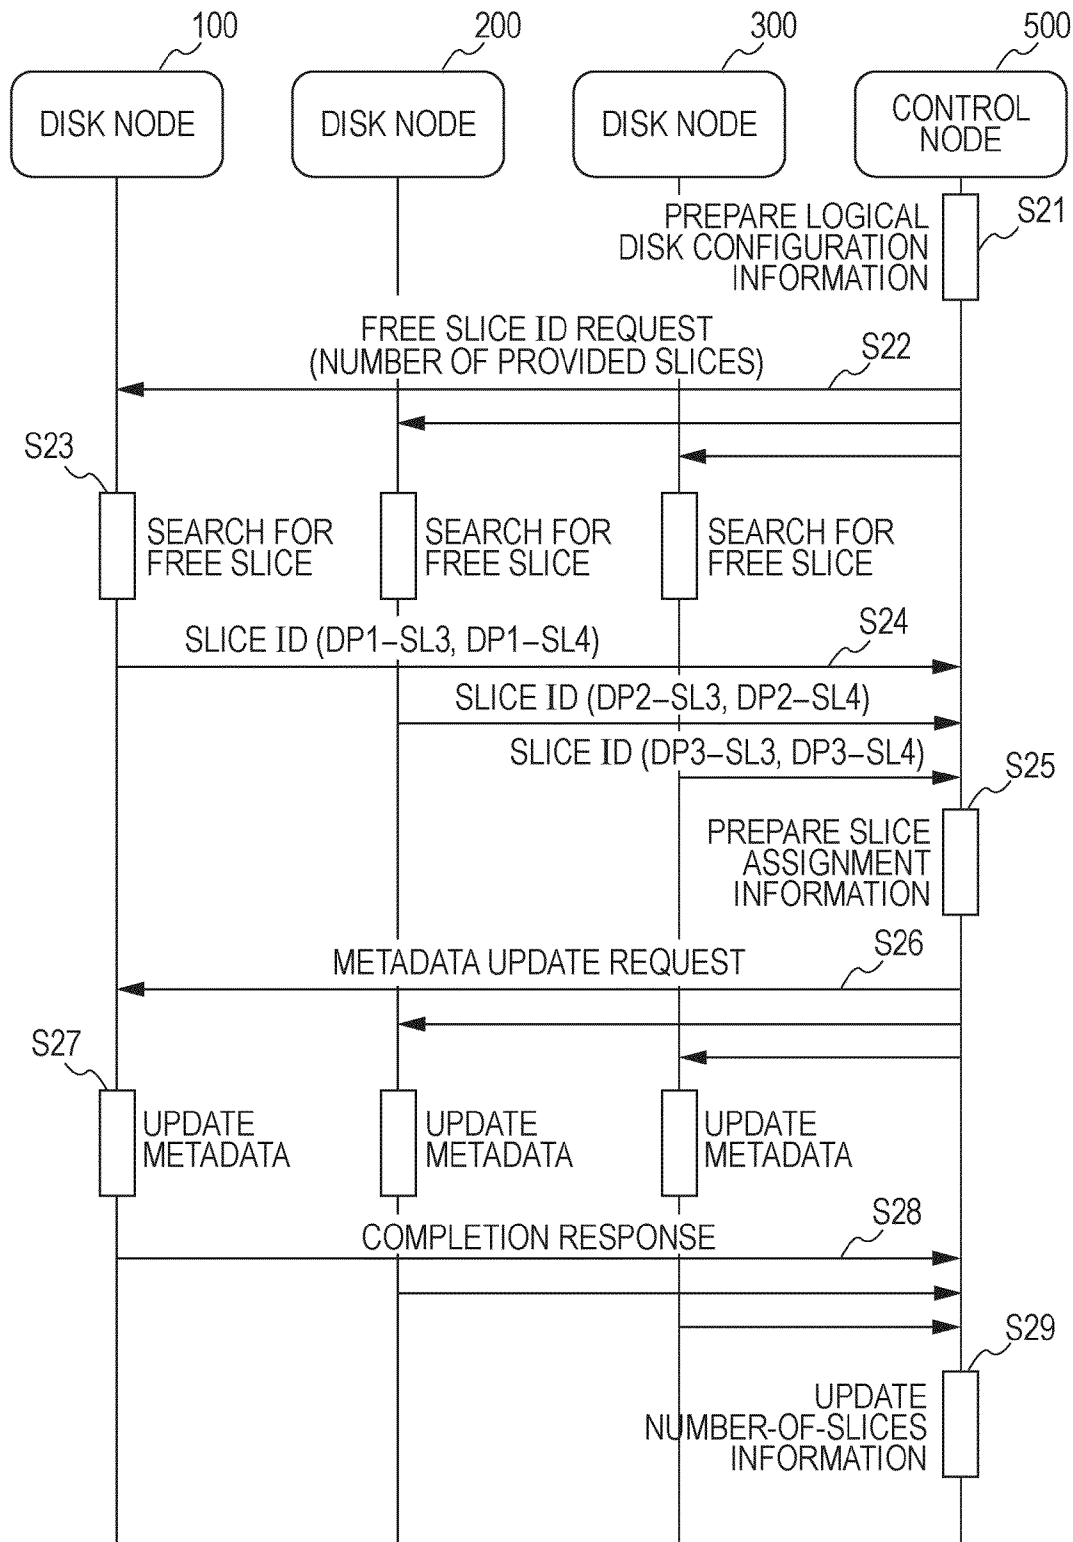 100
200
300
500
DISK NODE
DISK NODE
DISK NODE
CONTROL
NODE
PREPARE LOGICAL
DISK CONFIGURATION
INFORMATION
S21
FREE SLICE ID REQUEST
(NUMBER OF PROVIDED SLICES)
S22
S23
SEARCH FOR
FREE SLICE
SEARCH FOR
FREE SLICE
SEARCH FOR
FREE SLICE
SLICE ID (DP1–SL3, DP1–SL4)
S24
SLICE ID (DP2–SL3, DP2–SL4)
SLICE ID (DP3–SL3, DP3–SL4)
S25
PREPARE SLICE
ASSIGNMENT
INFORMATION
METADATA UPDATE REQUEST
S26
S27
UPDATE
METADATA
UPDATE
METADATA
UPDATE
METADATA
COMPLETION RESPONSE
S28
S29
UPDATE
NUMBER-OF-SLICES
INFORMATION